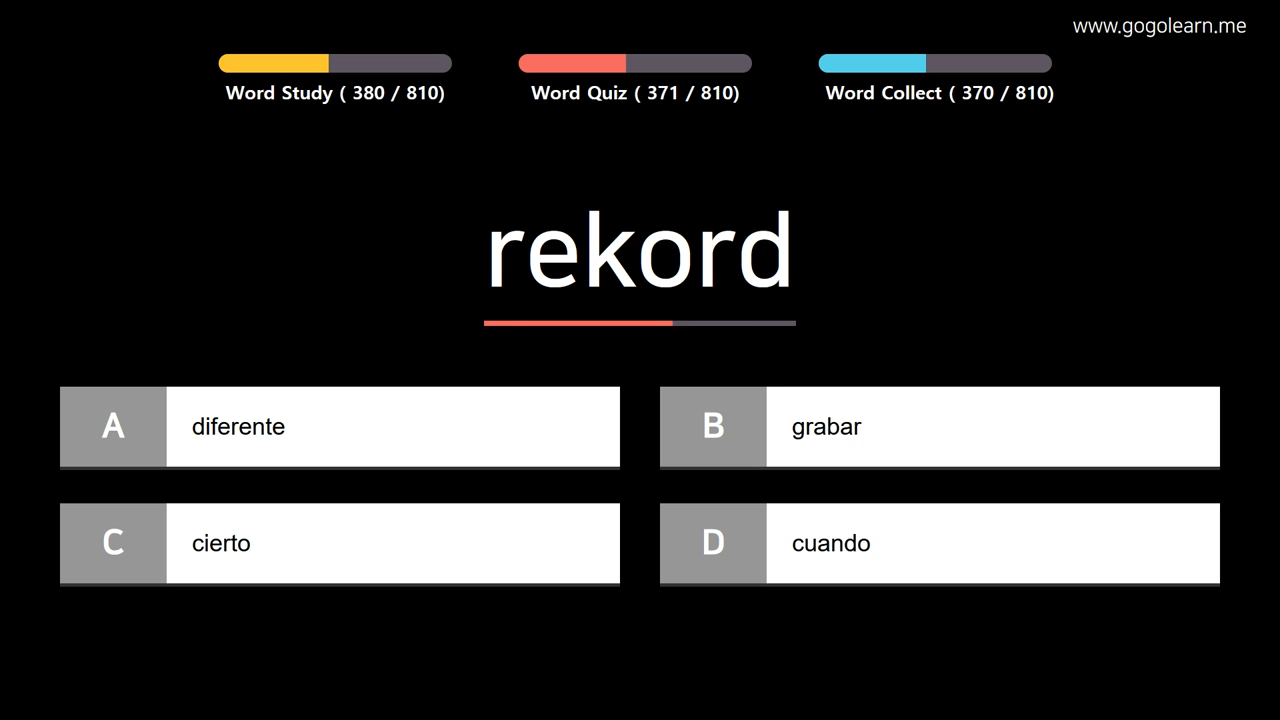 www.gogolearn.me
Word Study ( 380 / 810)
Word Quiz ( 371 / 810)
Word Collect ( 370 / 810)
rekord
A diferente
B grabar
C cierto
D cuando